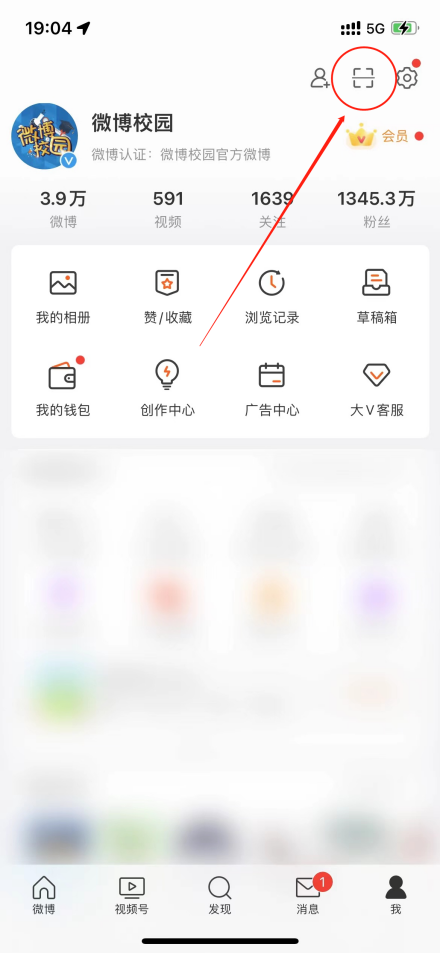 19:04 5G
微博校园
微博校园 V
微博认证：微博校园官方微博
会员
3.9万 591 1639 1345.3万
微博 视频 关注 粉丝
我的相册 赞/收藏 浏览记录 草稿箱
我的钱包 创作中心 广告中心 大V客服
1
微博 视频号 发现 消息 我